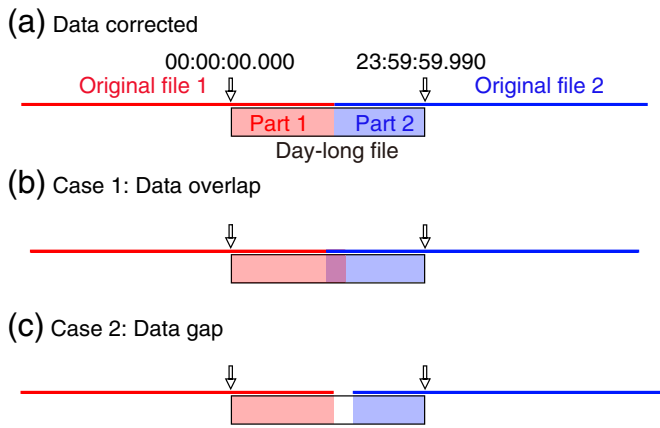 (a) Data corrected
00:00:00.000 23:59:59.990
Original file 1 Original file 2
Part 1 Part 2
Day-long file
(b) Case 1: Data overlap
(c) Case 2: Data gap